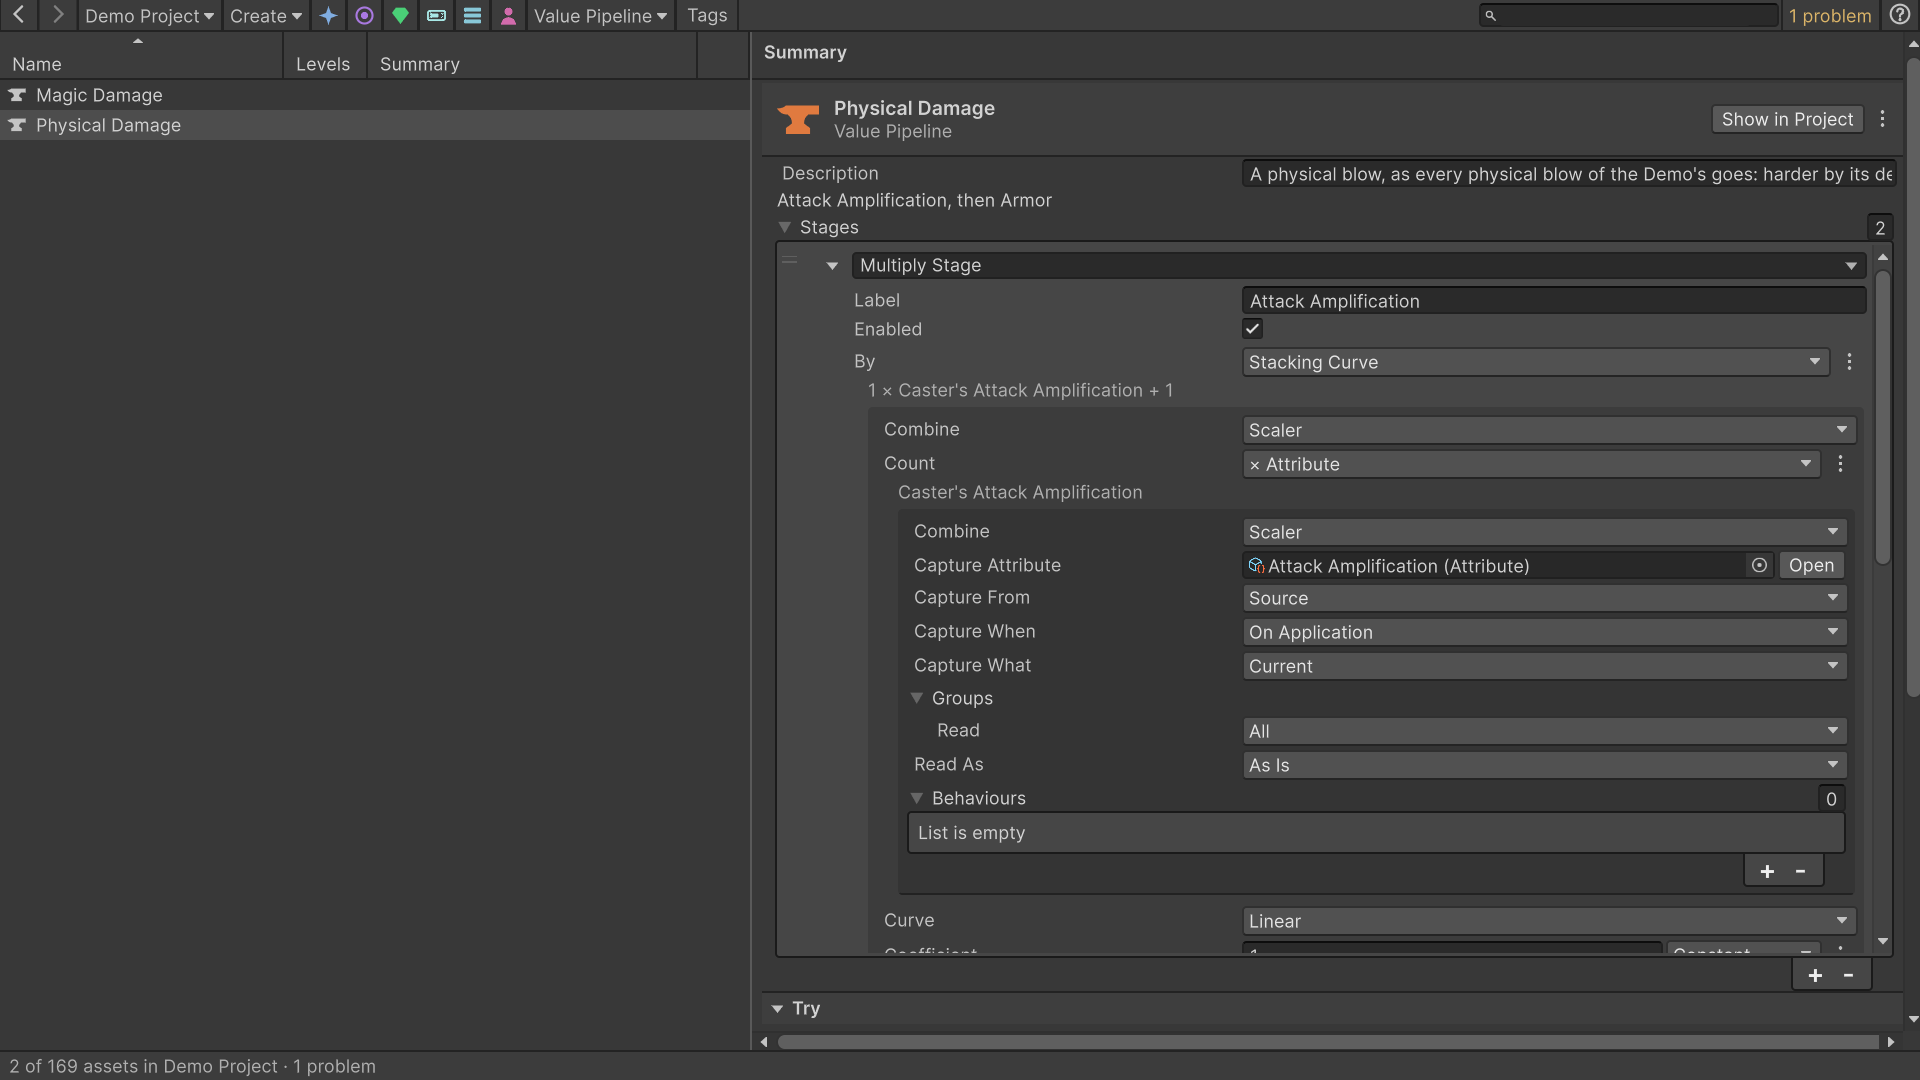 Demo Project
Create
Value Pipeline
Tags
1 problem
Name
Levels
Summary
Magic Damage
Physical Damage
Summary
Physical Damage
Value Pipeline
Show in Project
Description
A physical blow, as every physical blow of the Demo's goes: harder by its de
Attack Amplification, then Armor
Stages
2
Multiply Stage
Label
Attack Amplification
Enabled
By
Stacking Curve
1 × Caster's Attack Amplification + 1
Combine
Scaler
Count
× Attribute
Caster's Attack Amplification
Combine
Scaler
Capture Attribute
Attack Amplification (Attribute)
Open
Capture From
Source
Capture When
On Application
Capture What
Current
Groups
Read
All
Read As
As Is
Behaviours
0
List is empty
+ -
Curve
Linear
Coefficient
1
Constant
+ -
Try
2 of 169 assets in Demo Project · 1 problem